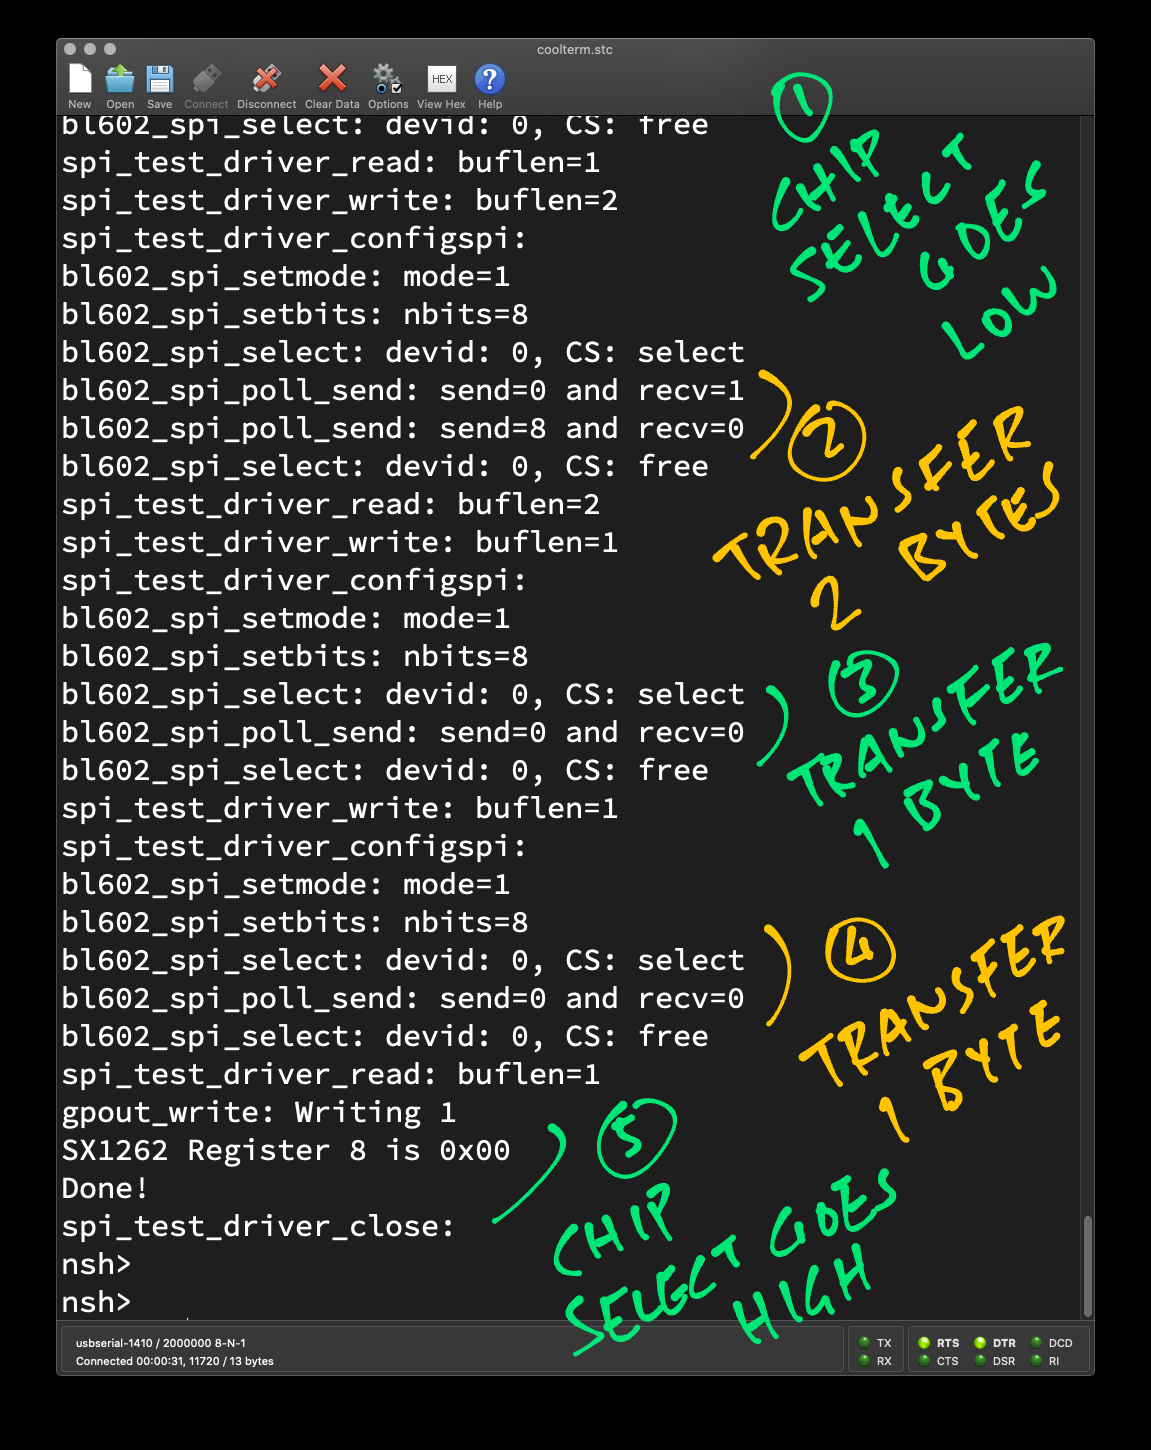 coolterm.stc
New Open Save Connect Disconnect Clear Data Options View Hex Help
HEX
bl602_spi_select: devid: 0, CS: free
spi_test_driver_read: buflen=1
spi_test_driver_write: buflen=2
spi_test_driver_configspi:
bl602_spi_setmode: mode=1
bl602_spi_setbits: nbits=8
bl602_spi_select: devid: 0, CS: select
bl602_spi_poll_send: send=0 and recv=1
bl602_spi_poll_send: send=8 and recv=0
bl602_spi_select: devid: 0, CS: free
spi_test_driver_read: buflen=2
spi_test_driver_write: buflen=1
spi_test_driver_configspi:
bl602_spi_setmode: mode=1
bl602_spi_setbits: nbits=8
bl602_spi_select: devid: 0, CS: select
bl602_spi_poll_send: send=0 and recv=0
bl602_spi_select: devid: 0, CS: free
spi_test_driver_write: buflen=1
spi_test_driver_configspi:
bl602_spi_setmode: mode=1
bl602_spi_setbits: nbits=8
bl602_spi_select: devid: 0, CS: select
bl602_spi_poll_send: send=0 and recv=0
bl602_spi_select: devid: 0, CS: free
spi_test_driver_read: buflen=1
gpout_write: Writing 1
SX1262 Register 8 is 0x00
Done!
spi_test_driver_close:
nsh>
nsh>
1
CHIP
SELECT
GOES
LOW
2
TRANSFER
2 BYTES
3
TRANSFER
1 BYTE
4
TRANSFER
1 BYTE
5
CHIP
SELECT GOES
HIGH
usbserial-1410 / 2000000 8-N-1
Connected 00:00:31, 11720 / 13 bytes
TX RTS DTR DCD
RX CTS DSR RI